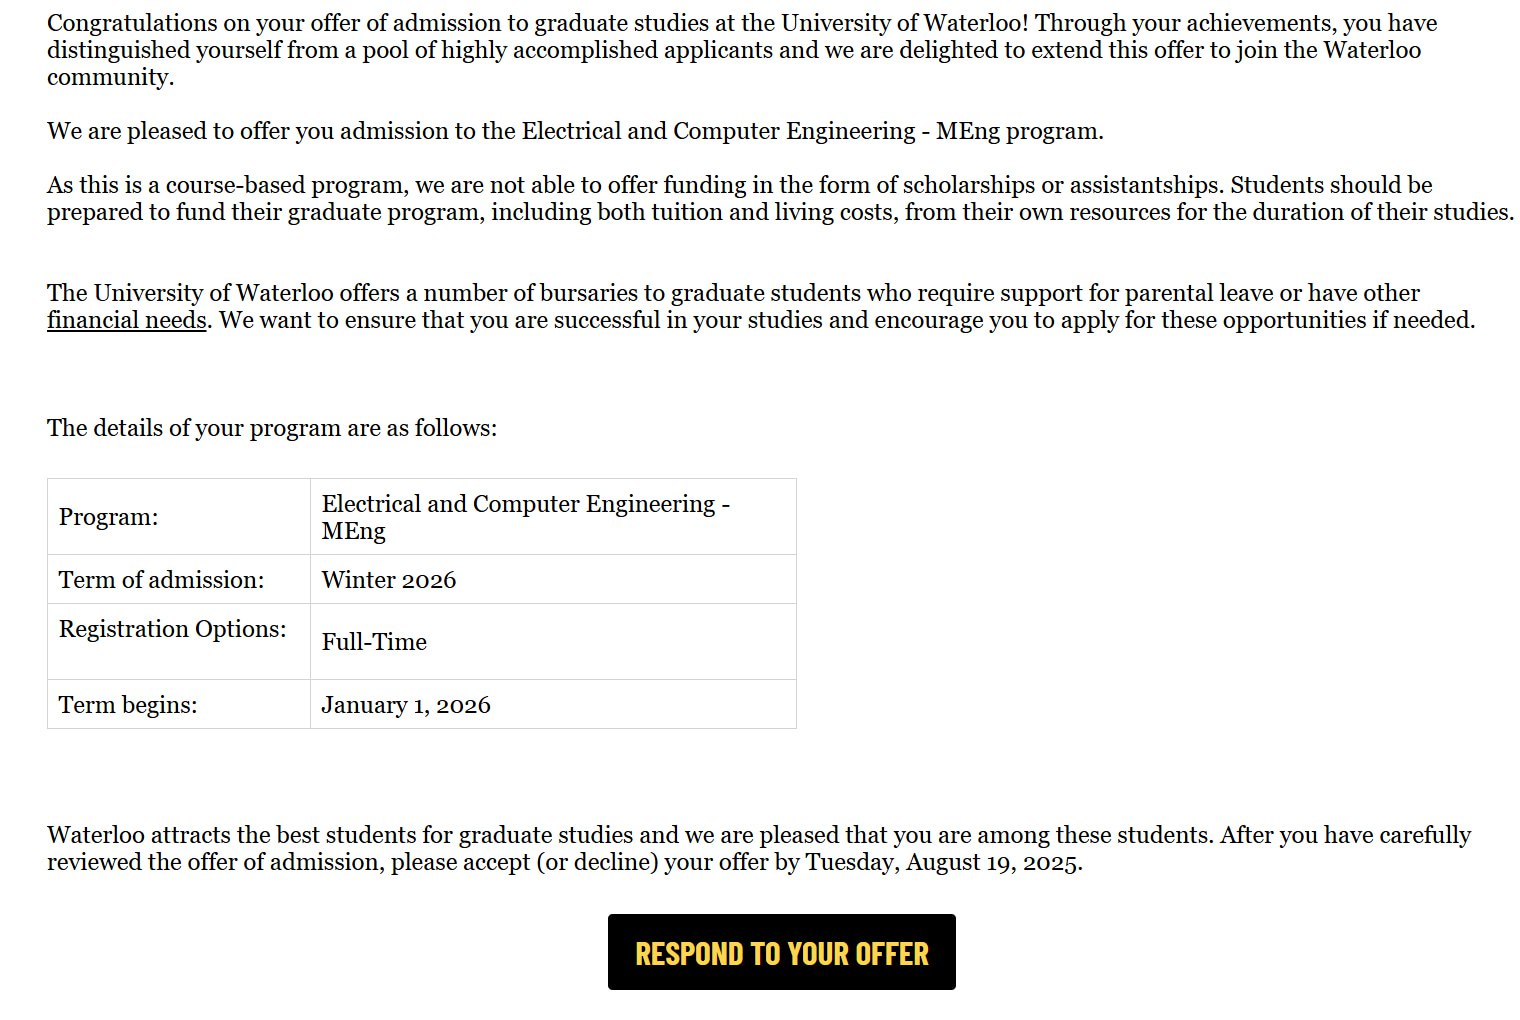 Congratulations on your offer of admission to graduate studies at the University of Waterloo! Through your achievements, you have
distinguished yourself from a pool of highly accomplished applicants and we are delighted to extend this offer to join the Waterloo
community.
We are pleased to offer you admission to the Electrical and Computer Engineering - MEng program.
As this is a course-based program, we are not able to offer funding in the form of scholarships or assistantships. Students should be
prepared to fund their graduate program, including both tuition and living costs, from their own resources for the duration of their studies.
The University of Waterloo offers a number of bursaries to graduate students who require support for parental leave or have other
financial needs. We want to ensure that you are successful in your studies and encourage you to apply for these opportunities if needed.
The details of your program are as follows:
Program:
Electrical and Computer Engineering -
MEng
Term of admission:
Winter 2026
Registration Options:
Full-Time
Term begins:
January 1, 2026
Waterloo attracts the best students for graduate studies and we are pleased that you are among these students. After you have carefully
reviewed the offer of admission, please accept (or decline) your offer by Tuesday, August 19, 2025.
RESPOND TO YOUR OFFER